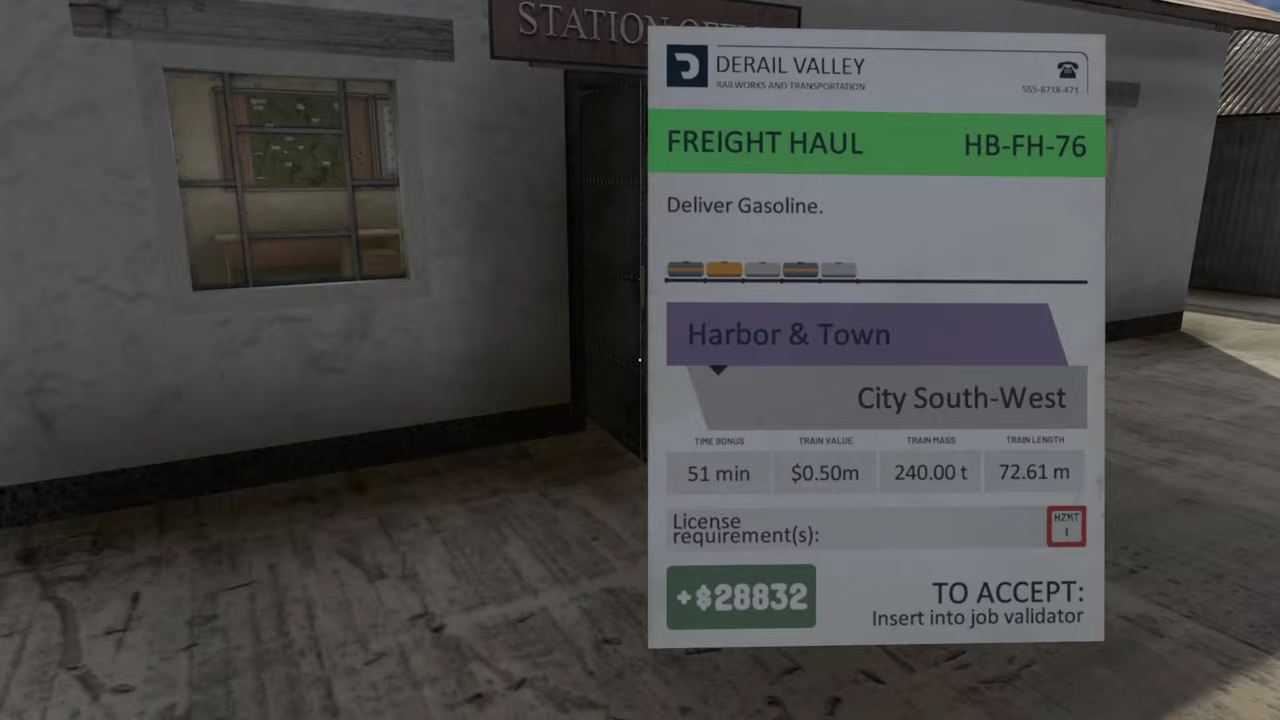 STATION OFF
DERAIL VALLEY
RAILWORKS AND TRANSPORTATION
555-8718-471
FREIGHT HAUL HB-FH-76
Deliver Gasoline.
Harbor & Town
City South-West
TIME BONUS TRAIN VALUE TRAIN MASS TRAIN LENGTH
51 min $0.50m 240.00 t 72.61 m
License
requirement(s):
HZMT
I
+$28832
TO ACCEPT:
Insert into job validator